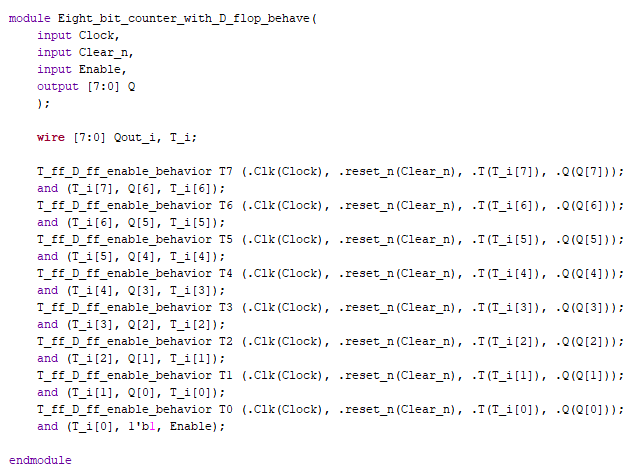 module Eight_bit_counter_with_D_flop_behave(
    input Clock,
    input Clear_n,
    input Enable,
    output [7:0] Q
    );
    wire [7:0] Qout_i, T_i;
    T_ff_D_ff_enable_behavior T7 (.Clk(Clock), .reset_n(Clear_n), .T(T_i[7]), .Q(Q[7]));
    and (T_i[7], Q[6], T_i[6]);
    T_ff_D_ff_enable_behavior T6 (.Clk(Clock), .reset_n(Clear_n), .T(T_i[6]), .Q(Q[6]));
    and (T_i[6], Q[5], T_i[5]);
    T_ff_D_ff_enable_behavior T5 (.Clk(Clock), .reset_n(Clear_n), .T(T_i[5]), .Q(Q[5]));
    and (T_i[5], Q[4], T_i[4]);
    T_ff_D_ff_enable_behavior T4 (.Clk(Clock), .reset_n(Clear_n), .T(T_i[4]), .Q(Q[4]));
    and (T_i[4], Q[3], T_i[3]);
    T_ff_D_ff_enable_behavior T3 (.Clk(Clock), .reset_n(Clear_n), .T(T_i[3]), .Q(Q[3]));
    and (T_i[3], Q[2], T_i[2]);
    T_ff_D_ff_enable_behavior T2 (.Clk(Clock), .reset_n(Clear_n), .T(T_i[2]), .Q(Q[2]));
    and (T_i[2], Q[1], T_i[1]);
    T_ff_D_ff_enable_behavior T1 (.Clk(Clock), .reset_n(Clear_n), .T(T_i[1]), .Q(Q[1]));
    and (T_i[1], Q[0], T_i[0]);
    T_ff_D_ff_enable_behavior T0 (.Clk(Clock), .reset_n(Clear_n), .T(T_i[0]), .Q(Q[0]));
    and (T_i[0], 1'b1, Enable);
endmodule